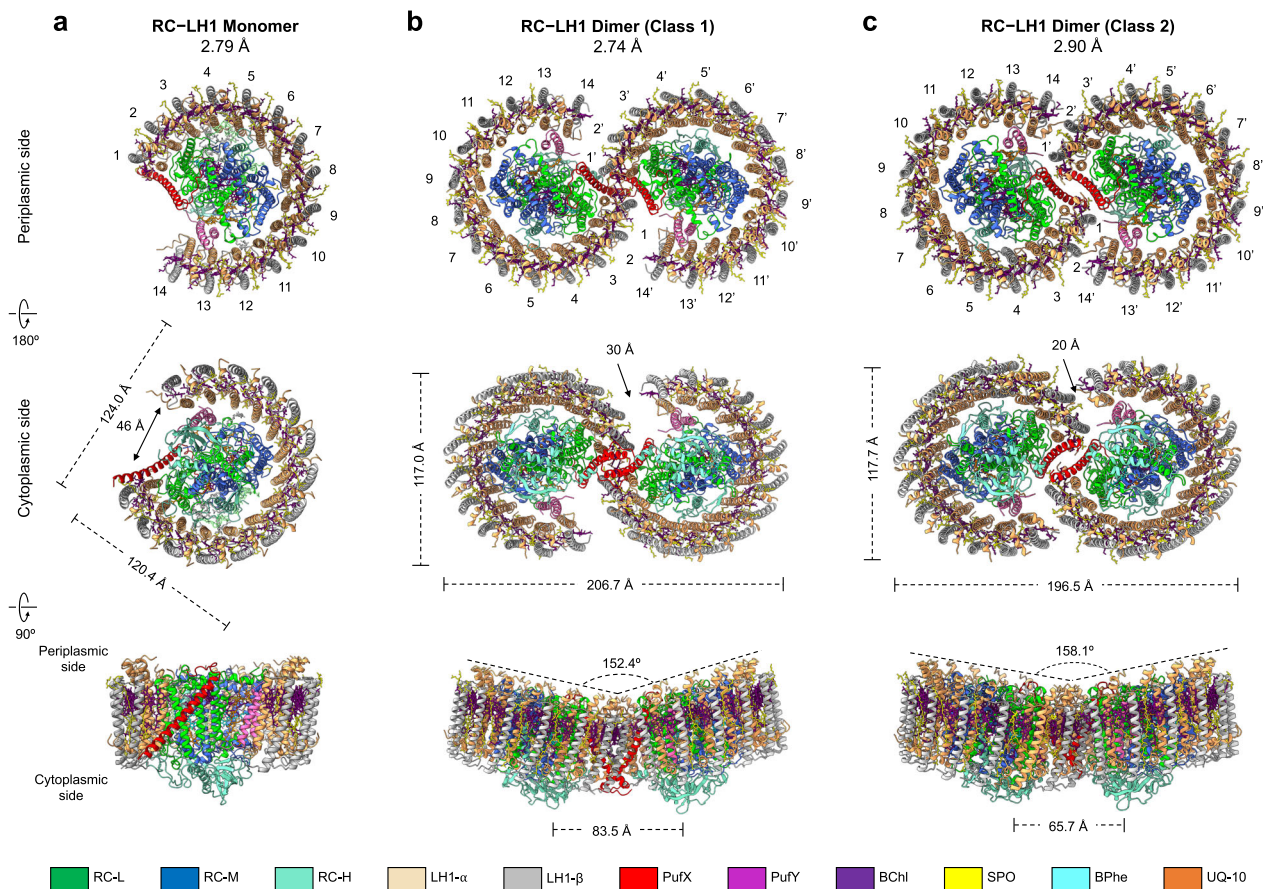 a
RC−LH1 Monomer
2.79 Å
b
RC−LH1 Dimer (Class 1)
2.74 Å
c
RC−LH1 Dimer (Class 2)
2.90 Å
Periplasmic side
1 2 3 4 5 6 7 8 9 10 11 12 13 14
1 2 3 4 5 6 7 8 9 10 11 12 13 14
1’ 2’ 3’ 4’ 5’ 6’ 7’ 8’ 9’ 10’ 11’ 12’ 13’ 14’
1 2 3 4 5 6 7 8 9 10 11 12 13 14
1’ 2’ 3’ 4’ 5’ 6’ 7’ 8’ 9’ 10’ 11’ 12’ 13’ 14’
180º
Cytoplasmic side
124.0 Å
46 Å
120.4 Å
30 Å
117.0 Å
206.7 Å
20 Å
117.7 Å
196.5 Å
90º
Periplasmic
side
Cytoplasmic
side
152.4º
83.5 Å
158.1º
65.7 Å
RC-L
RC-M
RC-H
LH1-α
LH1-β
PufX
PufY
BChl
SPO
BPhe
UQ-10